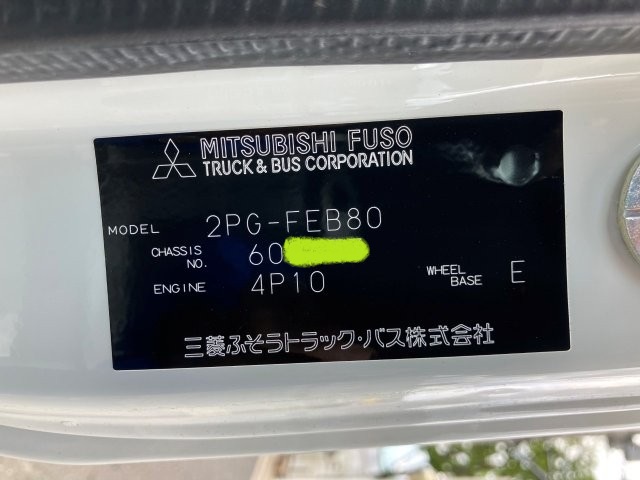 MITSUBISHI FUSO
TRUCK & BUS CORPORATION
MODEL 2PG-FEB80
CHASSIS NO. 60
ENGINE 4P10
WHEEL BASE E
三菱ふそうトラック・バス株式会社